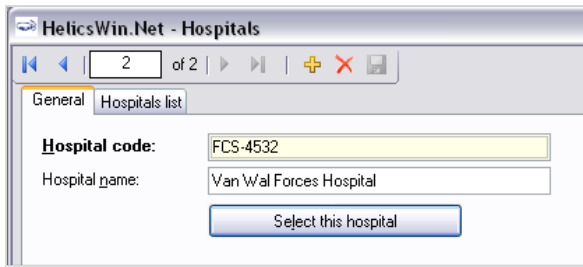 HelicsWin.Net - Hospitals
2 of 2
General Hospitals list
Hospital code: FCS-4532
Hospital name: Van Wal Forces Hospital
Select this hospital